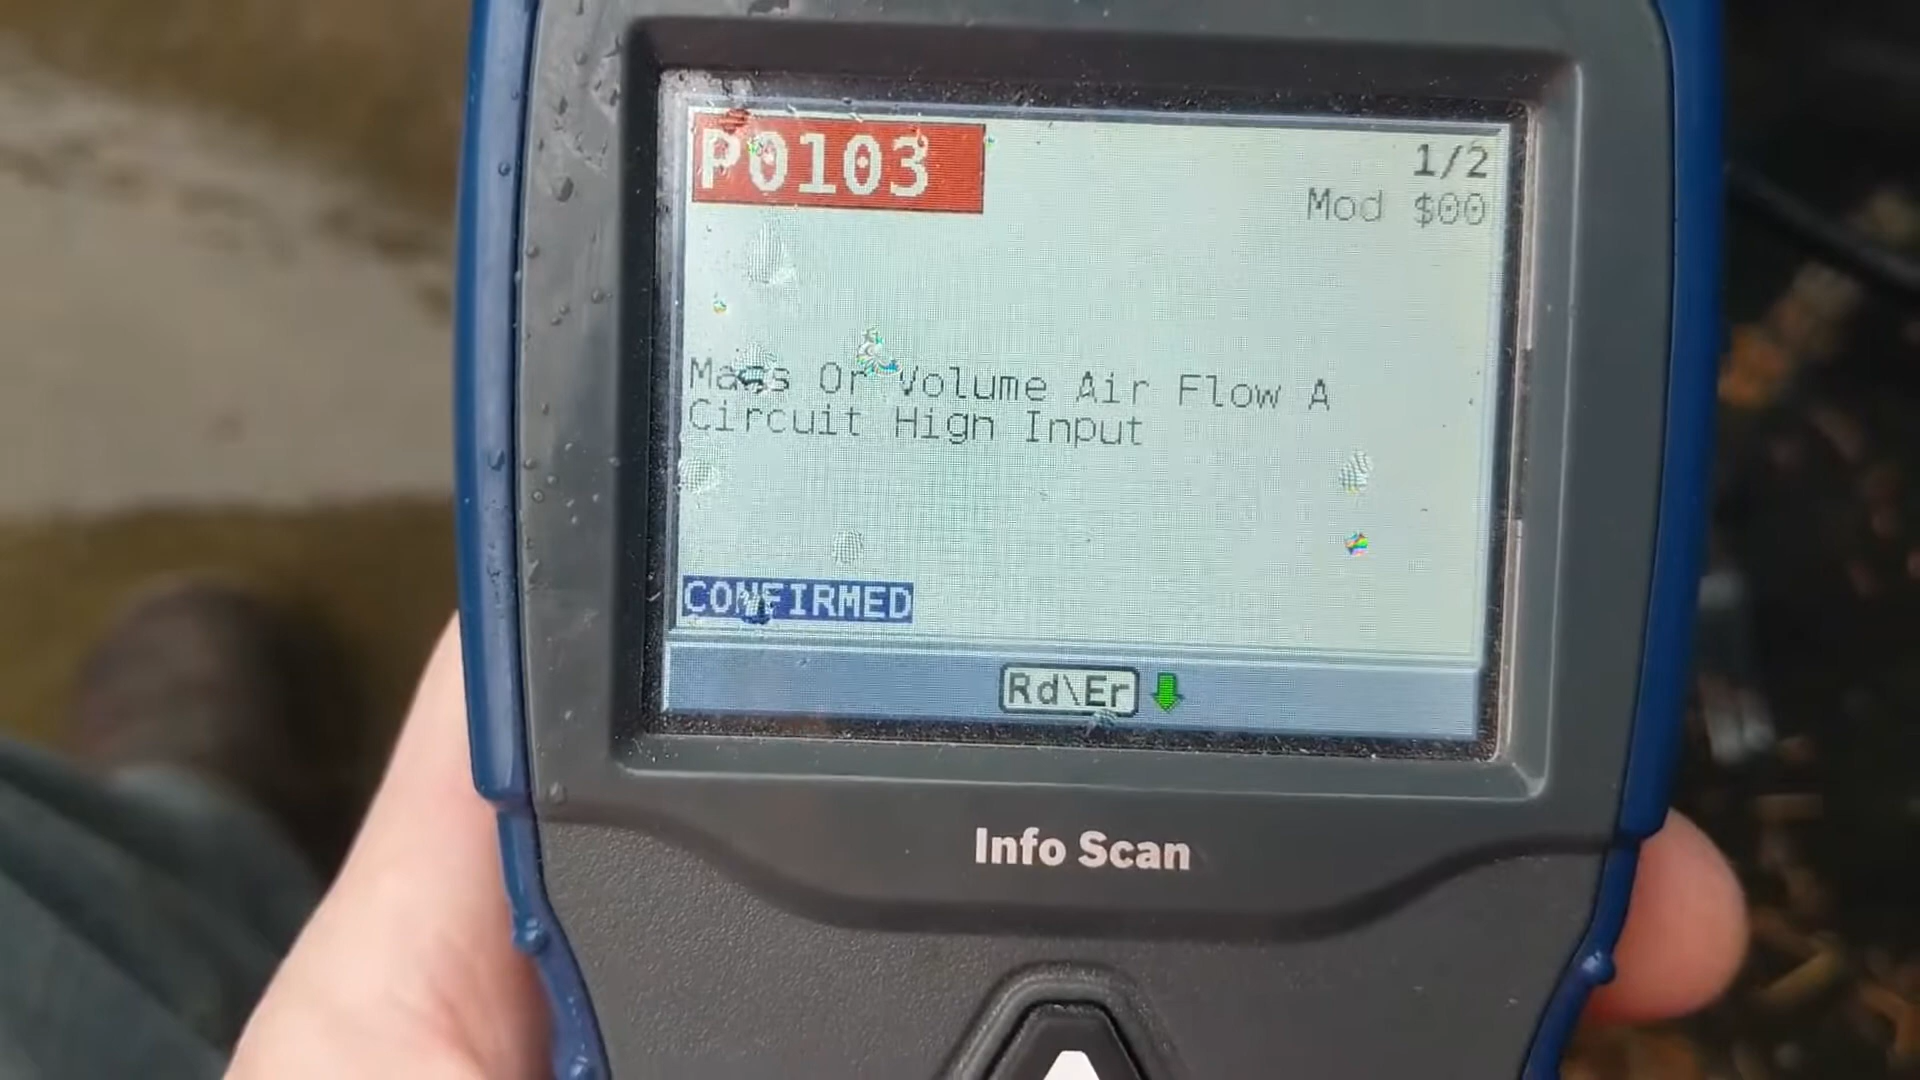 P0103
1/2
Mod $00
Mass Or Volume Air Flow A
Circuit High Input
CONFIRMED
Rd\Er
Info Scan